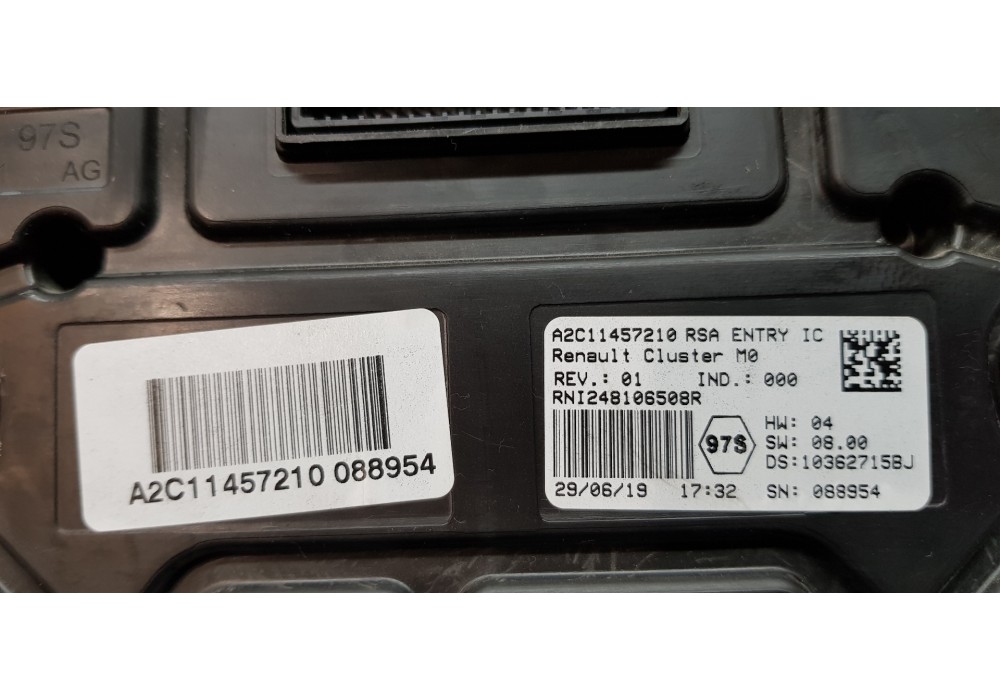 97S
AG
A2C11457210 088954
A2C11457210 RSA ENTRY IC
Renault Cluster M0
REV.: 01 IND.: 000
RNI248106508R
97S
HW: 04
SW: 08.00
DS:10362715BJ
29/06/19 17:32 SN: 088954